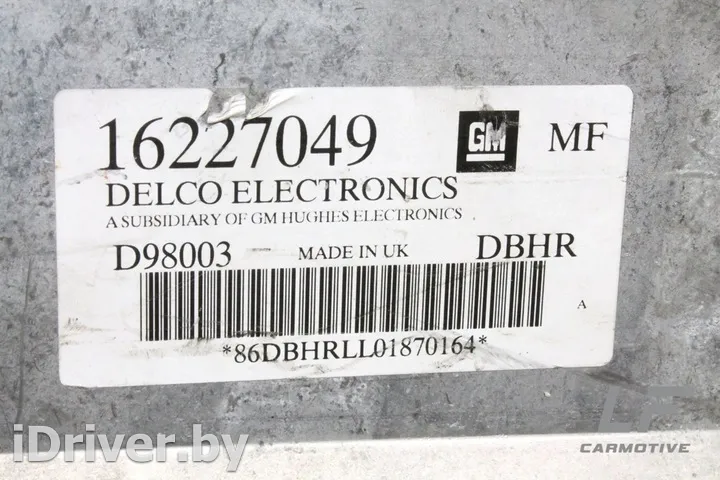 16227049
GM
MF
DELCO ELECTRONICS
A SUBSIDIARY OF GM HUGHES ELECTRONICS
D98003
MADE IN UK
DBHR
A
*86DBHRLL01870164*
iDriver.by
CARMOTIVE